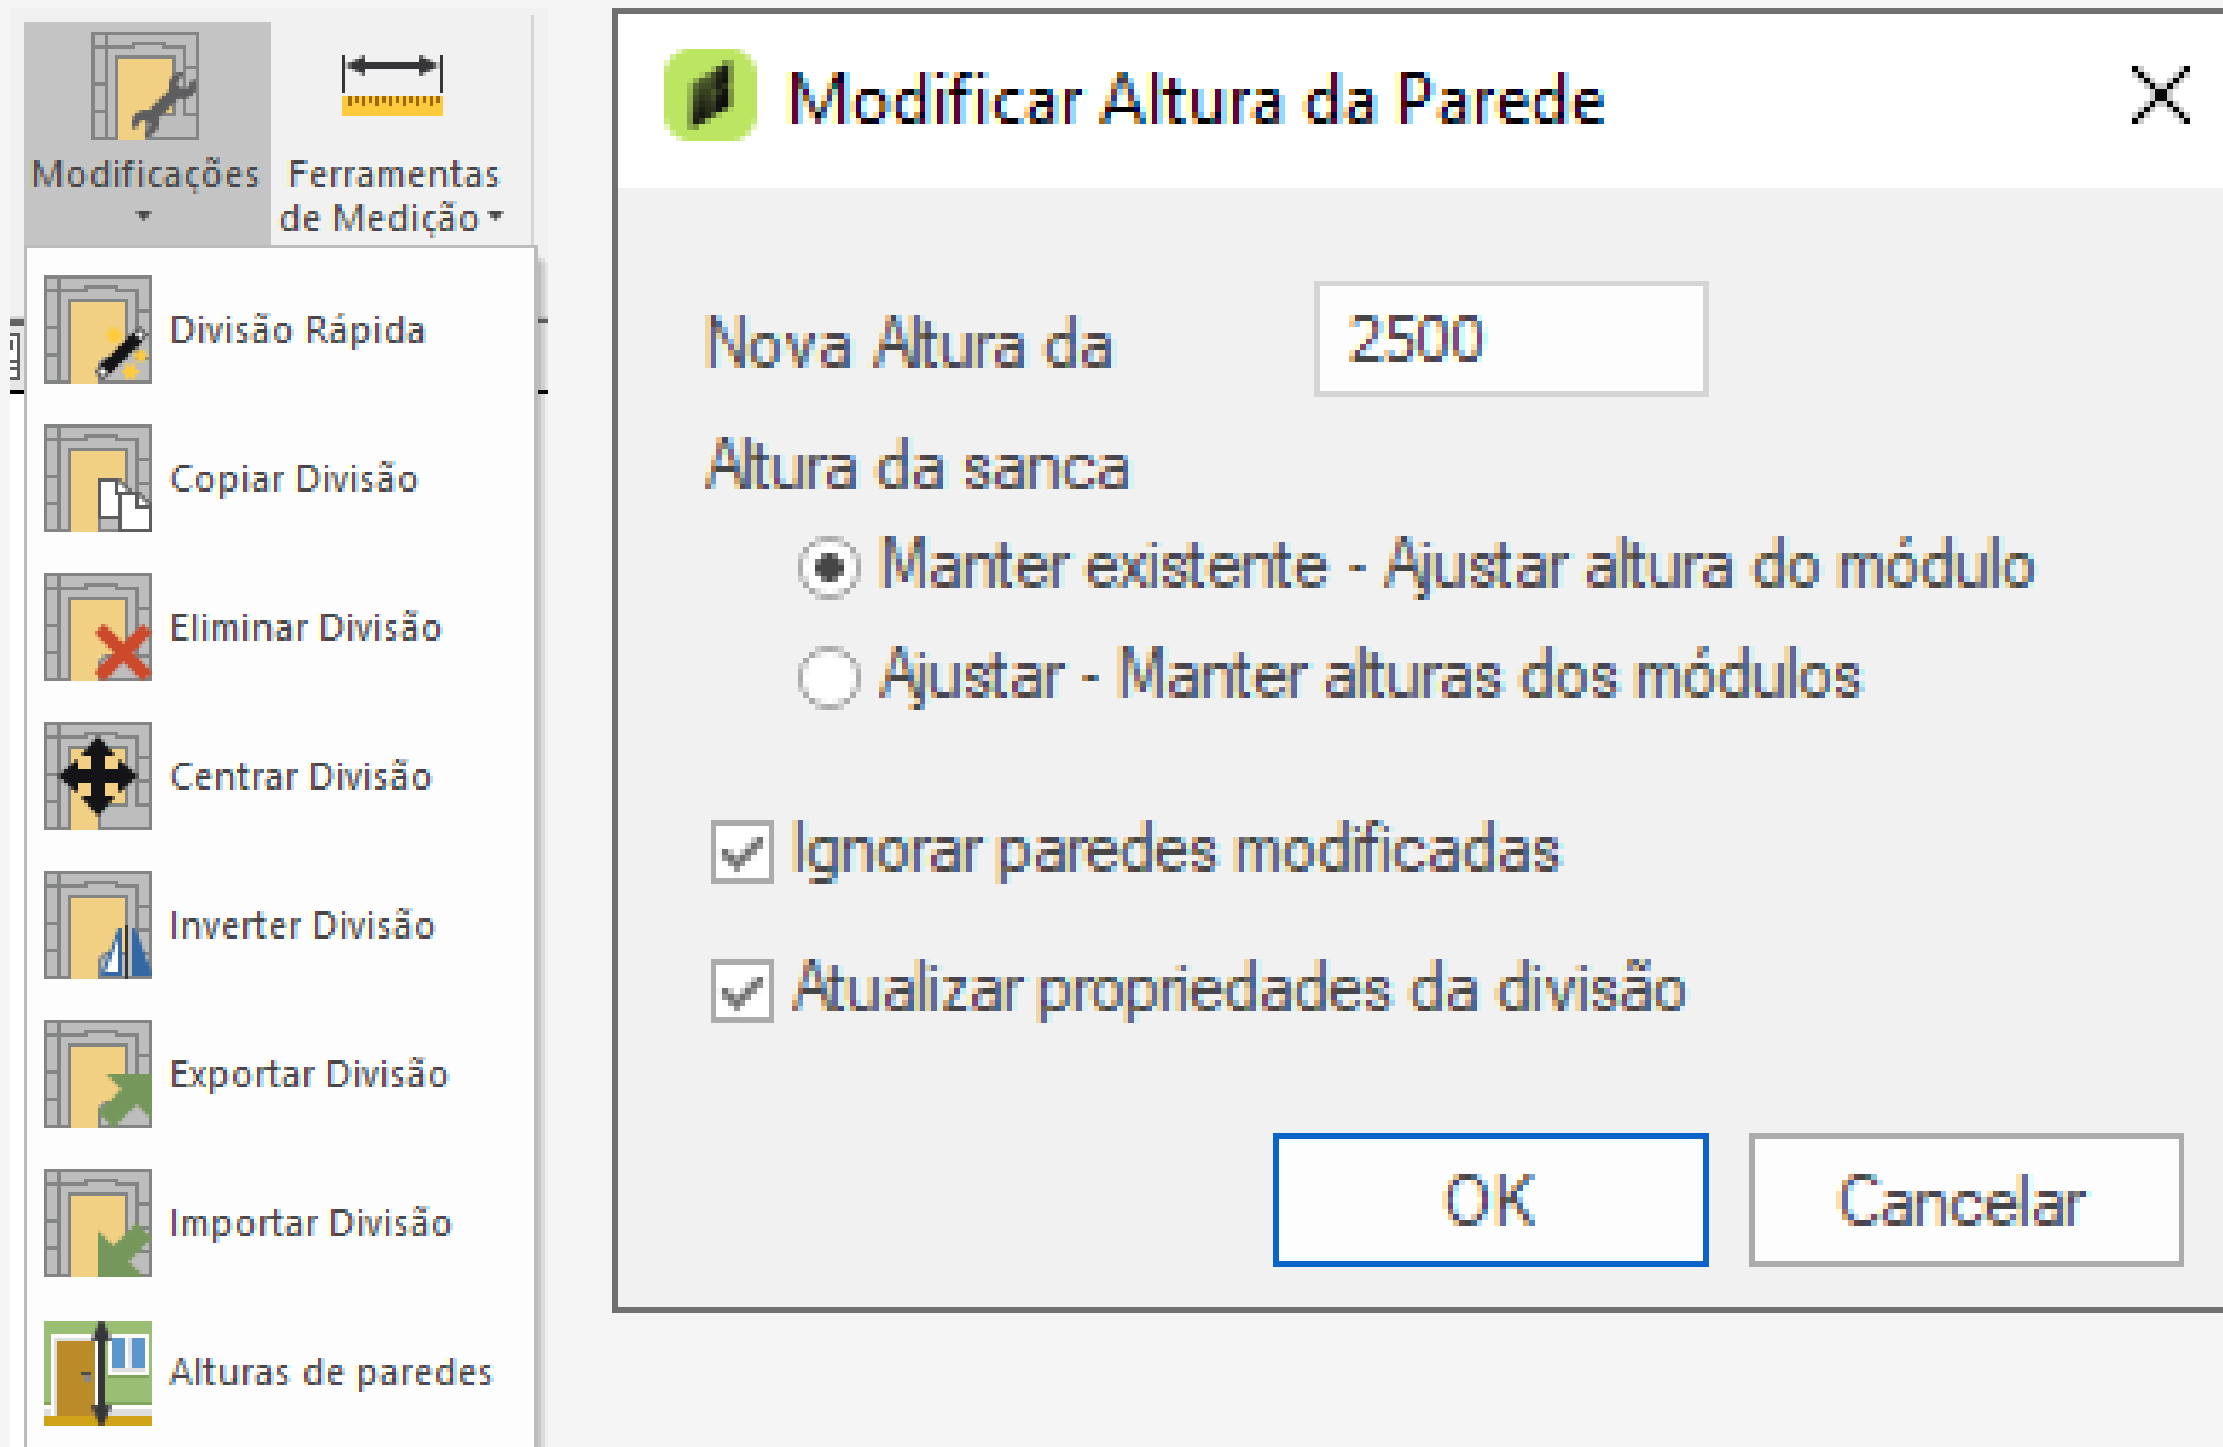 Modificações
Ferramentas
de Medição
Divisão Rápida
Copiar Divisão
Eliminar Divisão
Centrar Divisão
Inverter Divisão
Exportar Divisão
Importar Divisão
Alturas de paredes
Modificar Altura da Parede
Nova Altura da
2500
Altura da sanca
Manter existente - Ajustar altura do módulo
Ajustar - Manter alturas dos módulos
Ignorar paredes modificadas
Atualizar propriedades da divisão
OK
Cancelar